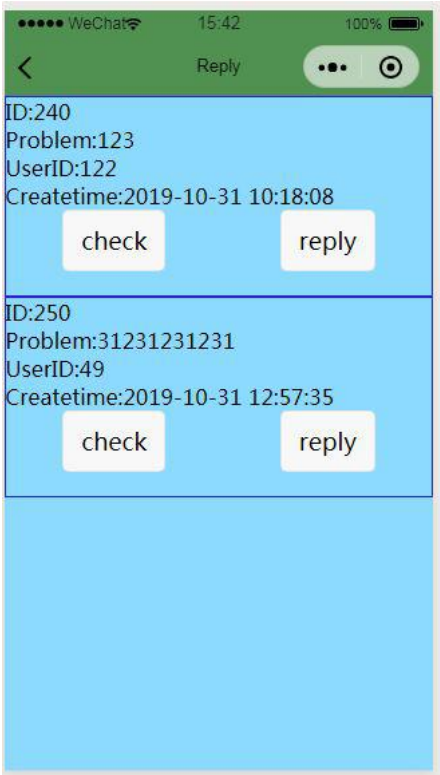 WeChat 15:42 100%
Reply
ID:240
Problem:123
UserID:122
Createtime:2019-10-31 10:18:08
check reply
ID:250
Problem:31231231231
UserID:49
Createtime:2019-10-31 12:57:35
check reply